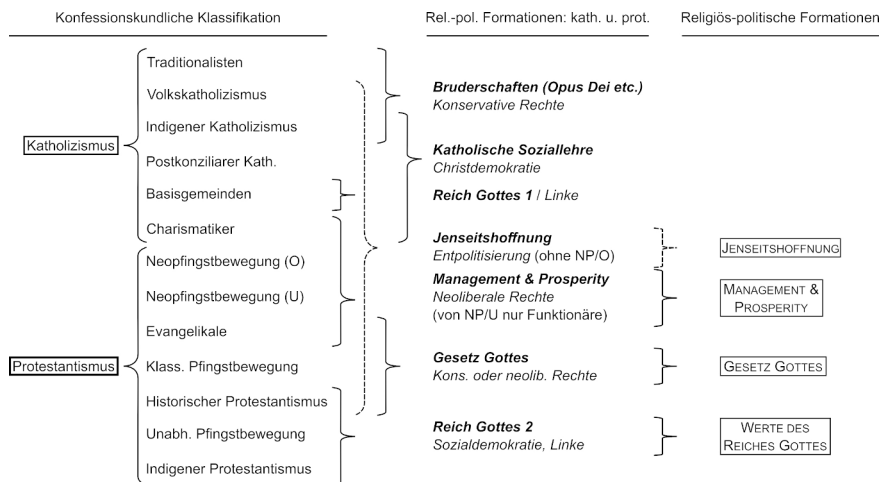 Konfessionskundliche Klassifikation
Rel.-pol. Formationen: kath. u. prot.
Religiös-politische Formationen
Katholizismus
Protestantismus
Traditionalisten
Volkskatholizismus
Indigener Katholizismus
Postkonziliarer Kath.
Basisgemeinden
Charismatiker
Neopfingstbewegung (O)
Neopfingstbewegung (U)
Evangelikale
Klass. Pfingstbewegung
Historischer Protestantismus
Unabh. Pfingstbewegung
Indigener Protestantismus
Bruderschaften (Opus Dei etc.)
Konservative Rechte
Katholische Soziallehre
Christdemokratie
Reich Gottes 1 / Linke
Jenseitshoffnung
Entpolitisierung (ohne NP/O)
Management & Prosperity
Neoliberale Rechte
(von NP/U nur Funktionäre)
Gesetz Gottes
Kons. oder neolib. Rechte
Reich Gottes 2
Sozialdemokratie, Linke
JENSEITSHOFFNUNG
MANAGEMENT &
PROSPERITY
GESETZ GOTTES
WERTE DES
REICHES GOTTES